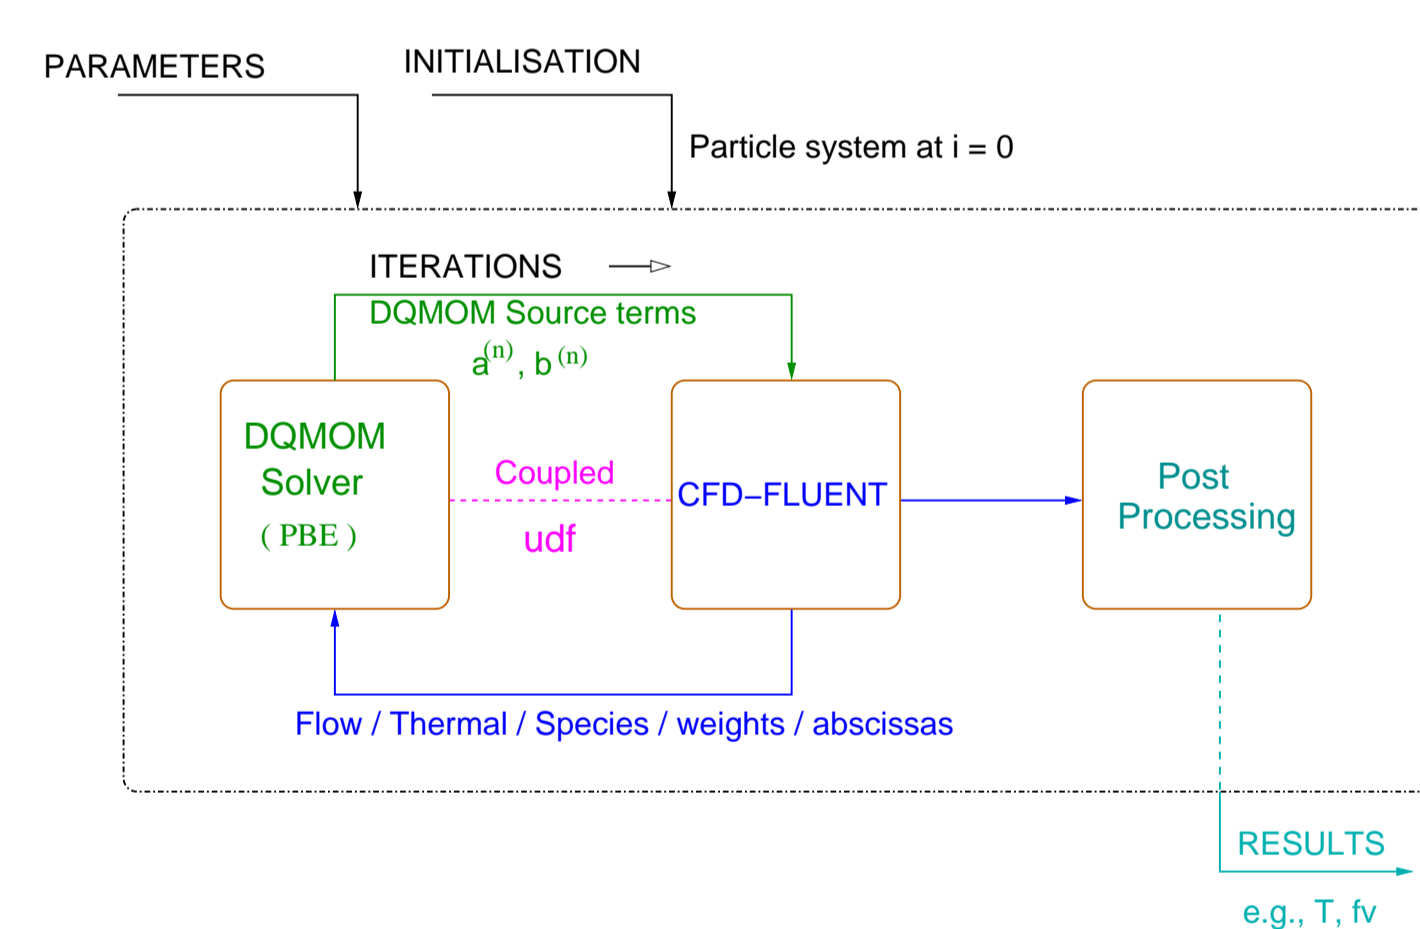 PARAMETERS
INITIALISATION
Particle system at i = 0
ITERATIONS
DQMOM Source terms
a(n) , b(n)
DQMOM
Solver
( PBE )
Coupled
udf
CFD–FLUENT
Post
Processing
Flow / Thermal / Species / weights / abscissas
RESULTS
e.g., T, fv